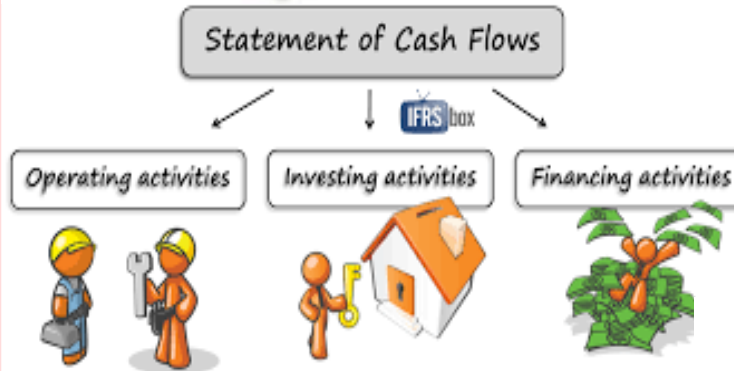 Statement of Cash Flows
IFRS box
Operating activities
Investing activities
Financing activities